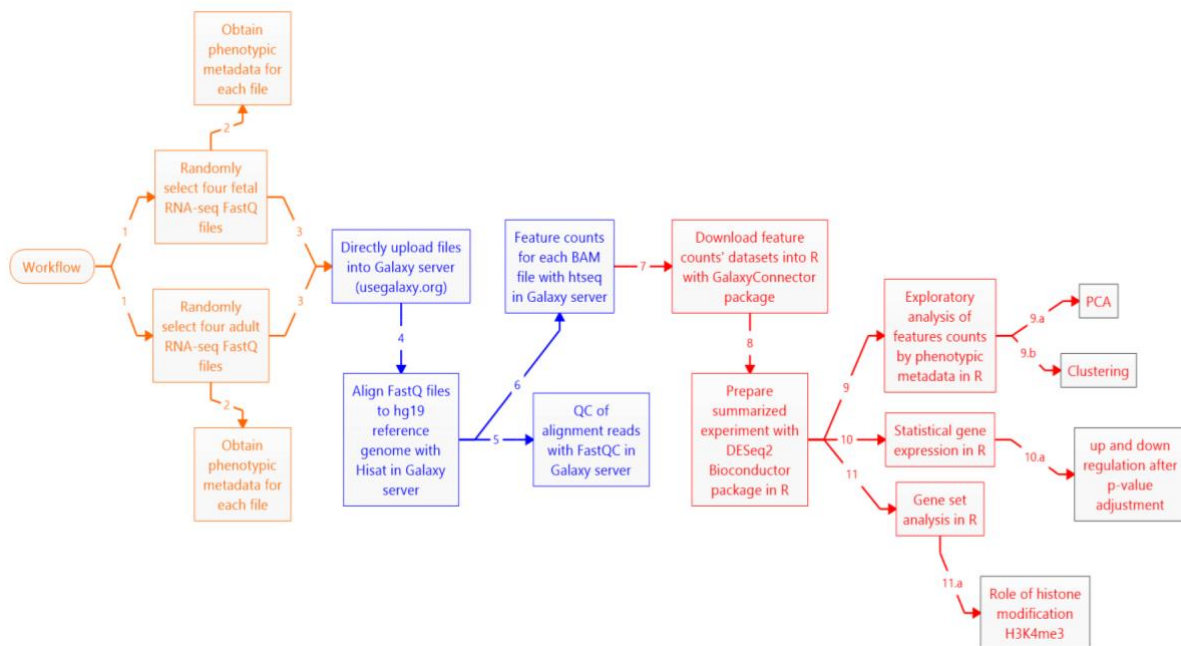 Workflow
1
1
Randomly
select four fetal
RNA-seq FastQ
files
2
Obtain
phenotypic
metadata for
each file
Randomly
select four adult
RNA-seq FastQ
files
2
Obtain
phenotypic
metadata for
each file
3
3
Directly upload files
into Galaxy server
(usegalaxy.org)
4
Align FastQ files
to hg19
reference
genome with
Hisat in Galaxy
server
5
QC of
alignment reads
with FastQC in
Galaxy server
6
Feature counts
for each BAM
file with htseq
in Galaxy server
7
Download feature
counts' datasets into R
with GalaxyConnector
package
8
Prepare
summarized
experiment with
DESeq2
Bioconductor
package in R
9
Exploratory
analysis of
features counts
by phenotypic
metadata in R
9.a
PCA
9.b
Clustering
10
Statistical gene
expression in R
10.a
up and down
regulation after
p-value
adjustment
11
Gene set
analysis in R
11.a
Role of histone
modification
H3K4me3